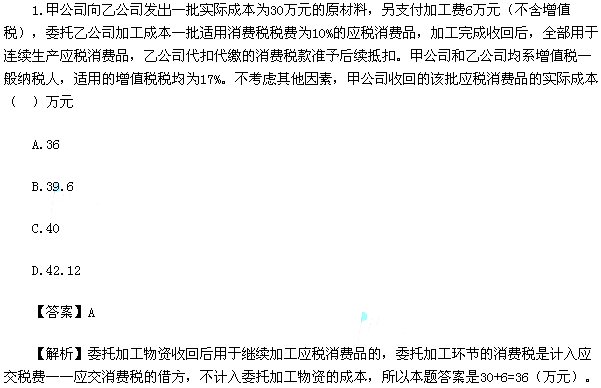 1.甲公司向乙公司发出一批实际成本为30万元的原材料，另支付加工费6万元（不含增值
税），委托乙公司加工成本一批适用消费税税费为10%的应税消费品，加工完成收回后，全部用于
连续生产应税消费品，乙公司代扣代缴的消费税款准予后续抵扣。甲公司和乙公司均系增值税一
般纳税人，适用的增值税税均为17%。不考虑其他因素，甲公司收回的该批应税消费品的实际成本
（ ）万元
A.36
B.39.6
C.40
D.42.12
【答案】A
【解析】委托加工物资收回后用于继续加工应税消费品的，委托加工环节的消费税是计入应
交税费——应交消费税的借方，不计入委托加工物资的成本，所以本题答案是30+6=36（万元）。